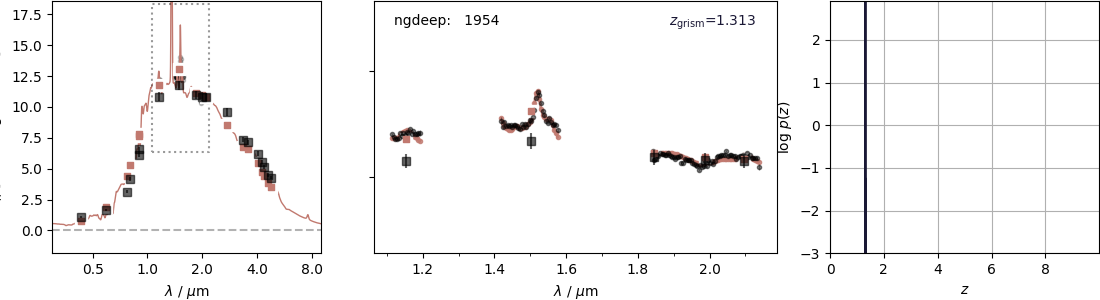 17.5
15.0
12.5
10.0
7.5
5.0
2.5
0.0
0.5 1.0 2.0 4.0 8.0
λ / μm
ngdeep: 1954 z_grism=1.313
1.2 1.4 1.6 1.8 2.0
λ / μm
log p(z)
2
1
0
−1
−2
−3
0 2 4 6 8
z